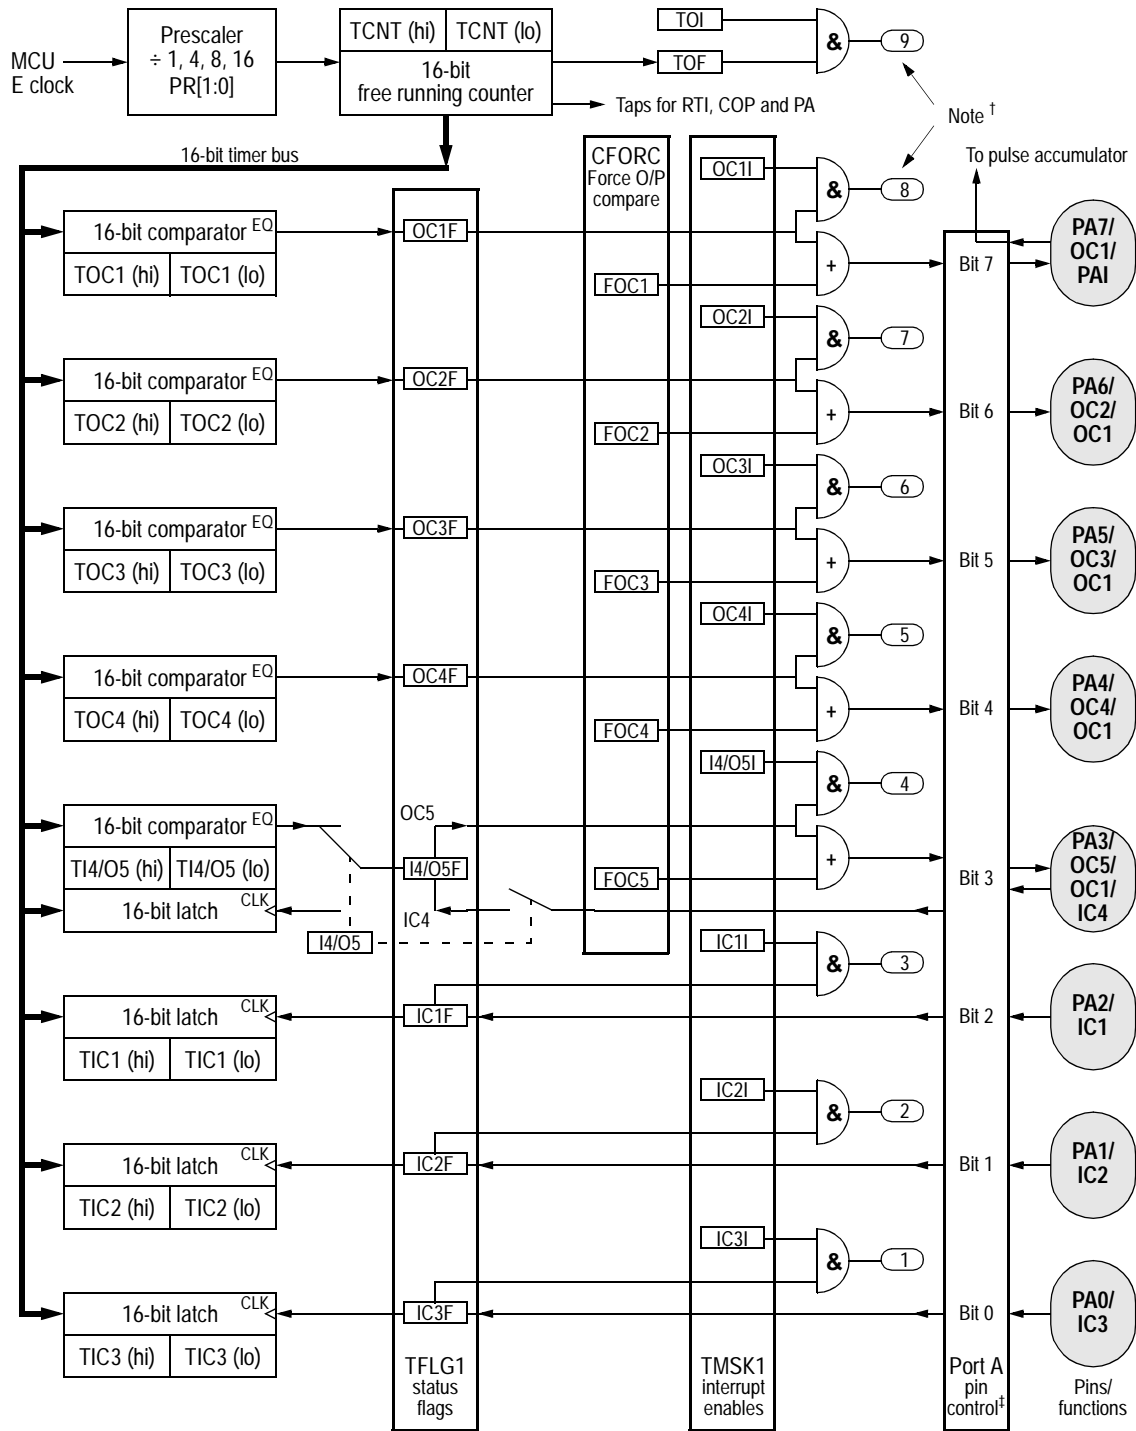 MCU
E clock
Prescaler
÷ 1, 4, 8, 16
PR[1:0]
TCNT (hi) TCNT (lo)
16-bit
free running counter
TOI
TOF
&
9
Taps for RTI, COP and PA
Note †
16-bit timer bus
CFORC
Force O/P
compare
To pulse accumulator
OC1I
&
8
16-bit comparator EQ
TOC1 (hi) TOC1 (lo)
OC1F
FOC1
+
Bit 7
PA7/
OC1/
PAI
OC2I
&
7
16-bit comparator EQ
TOC2 (hi) TOC2 (lo)
OC2F
FOC2
+
Bit 6
PA6/
OC2/
OC1
OC3I
&
6
16-bit comparator EQ
TOC3 (hi) TOC3 (lo)
OC3F
FOC3
+
Bit 5
PA5/
OC3/
OC1
OC4I
&
5
16-bit comparator EQ
TOC4 (hi) TOC4 (lo)
OC4F
FOC4
+
Bit 4
PA4/
OC4/
OC1
I4/O5I
&
4
16-bit comparator EQ
TI4/O5 (hi) TI4/O5 (lo)
16-bit latch CLK
OC5
I4/O5F
IC4
I4/O5
FOC5
+
Bit 3
PA3/
OC5/
OC1/
IC4
IC1I
&
3
16-bit latch CLK
TIC1 (hi) TIC1 (lo)
IC1F
Bit 2
PA2/
IC1
IC2I
&
2
16-bit latch CLK
TIC2 (hi) TIC2 (lo)
IC2F
Bit 1
PA1/
IC2
IC3I
&
1
16-bit latch CLK
TIC3 (hi) TIC3 (lo)
IC3F
Bit 0
PA0/
IC3
TFLG1
status
flags
TMSK1
interrupt
enables
Port A
pin
control‡
Pins/
functions